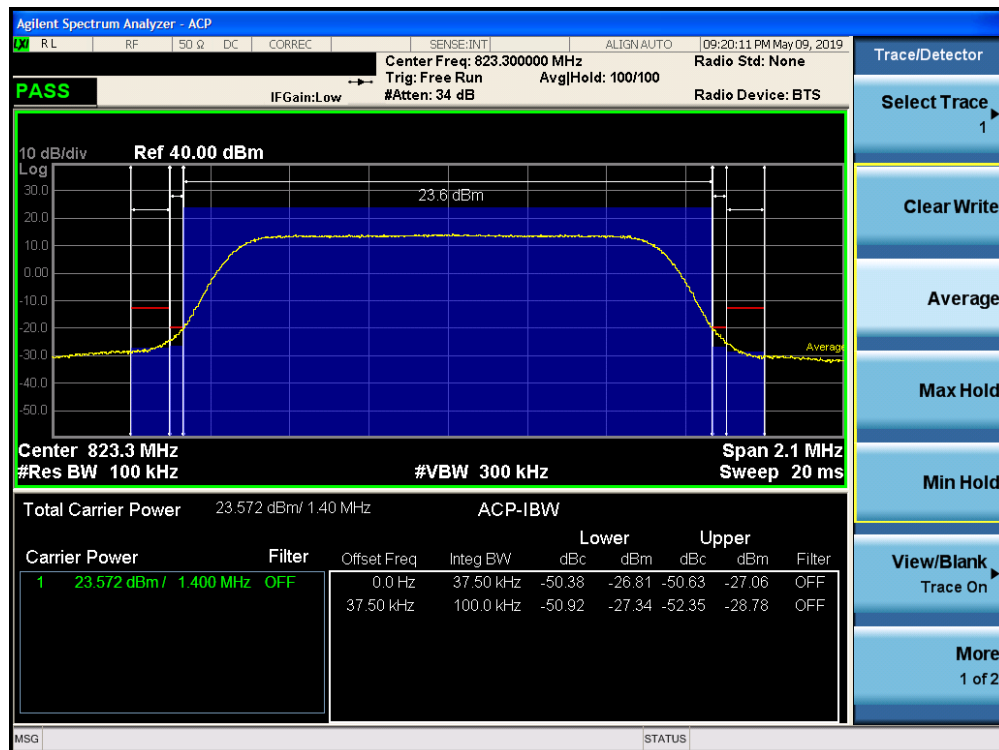 Agilent Spectrum Analyzer - ACP
LXI RL RF 50 Ω DC CORREC SENSE:INT ALIGN AUTO 09:20:11 PM May 09, 2019
Center Freq: 823.300000 MHz Radio Std: None
Trig: Free Run Avg|Hold: 100/100
PASS IFGain:Low #Atten: 34 dB Radio Device: BTS
10 dB/div Ref 40.00 dBm
Log
30.0
23.6 dBm
20.0
10.0
0.00
-10.0
-20.0
-30.0
Average
-40.0
-50.0
Center 823.3 MHz Span 2.1 MHz
#Res BW 100 kHz #VBW 300 kHz Sweep 20 ms
Total Carrier Power 23.572 dBm/ 1.40 MHz ACP-IBW
Lower Upper
Carrier Power Filter Offset Freq Integ BW dBc dBm dBc dBm Filter
1 23.572 dBm / 1.400 MHz OFF 0.0 Hz 37.50 kHz -50.38 -26.81 -50.63 -27.06 OFF
37.50 kHz 100.0 kHz -50.92 -27.34 -52.35 -28.78 OFF
MSG STATUS
Trace/Detector
Select Trace
1
Clear Write
Average
Max Hold
Min Hold
View/Blank
Trace On
More
1 of 2